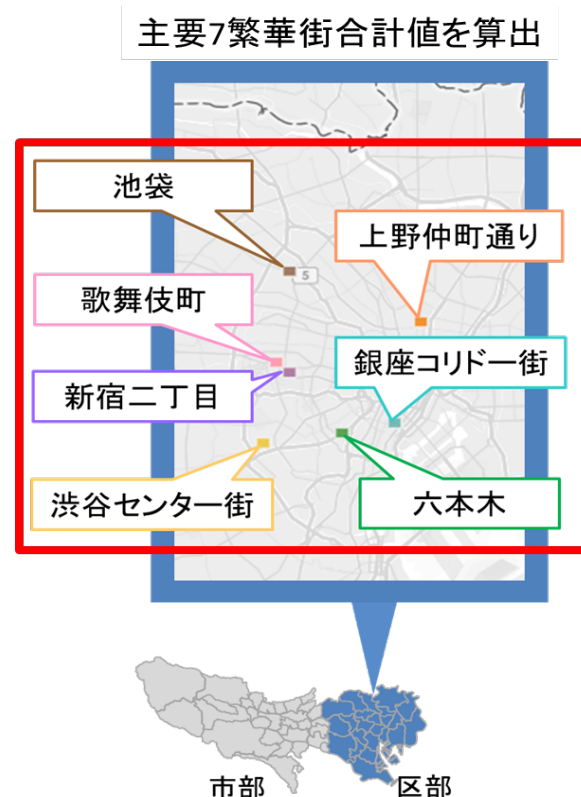 主要7繁華街合計値を算出
池袋
上野仲町通り
5
歌舞伎町
銀座コリドー街
新宿二丁目
渋谷センター街
六本木
市部
区部